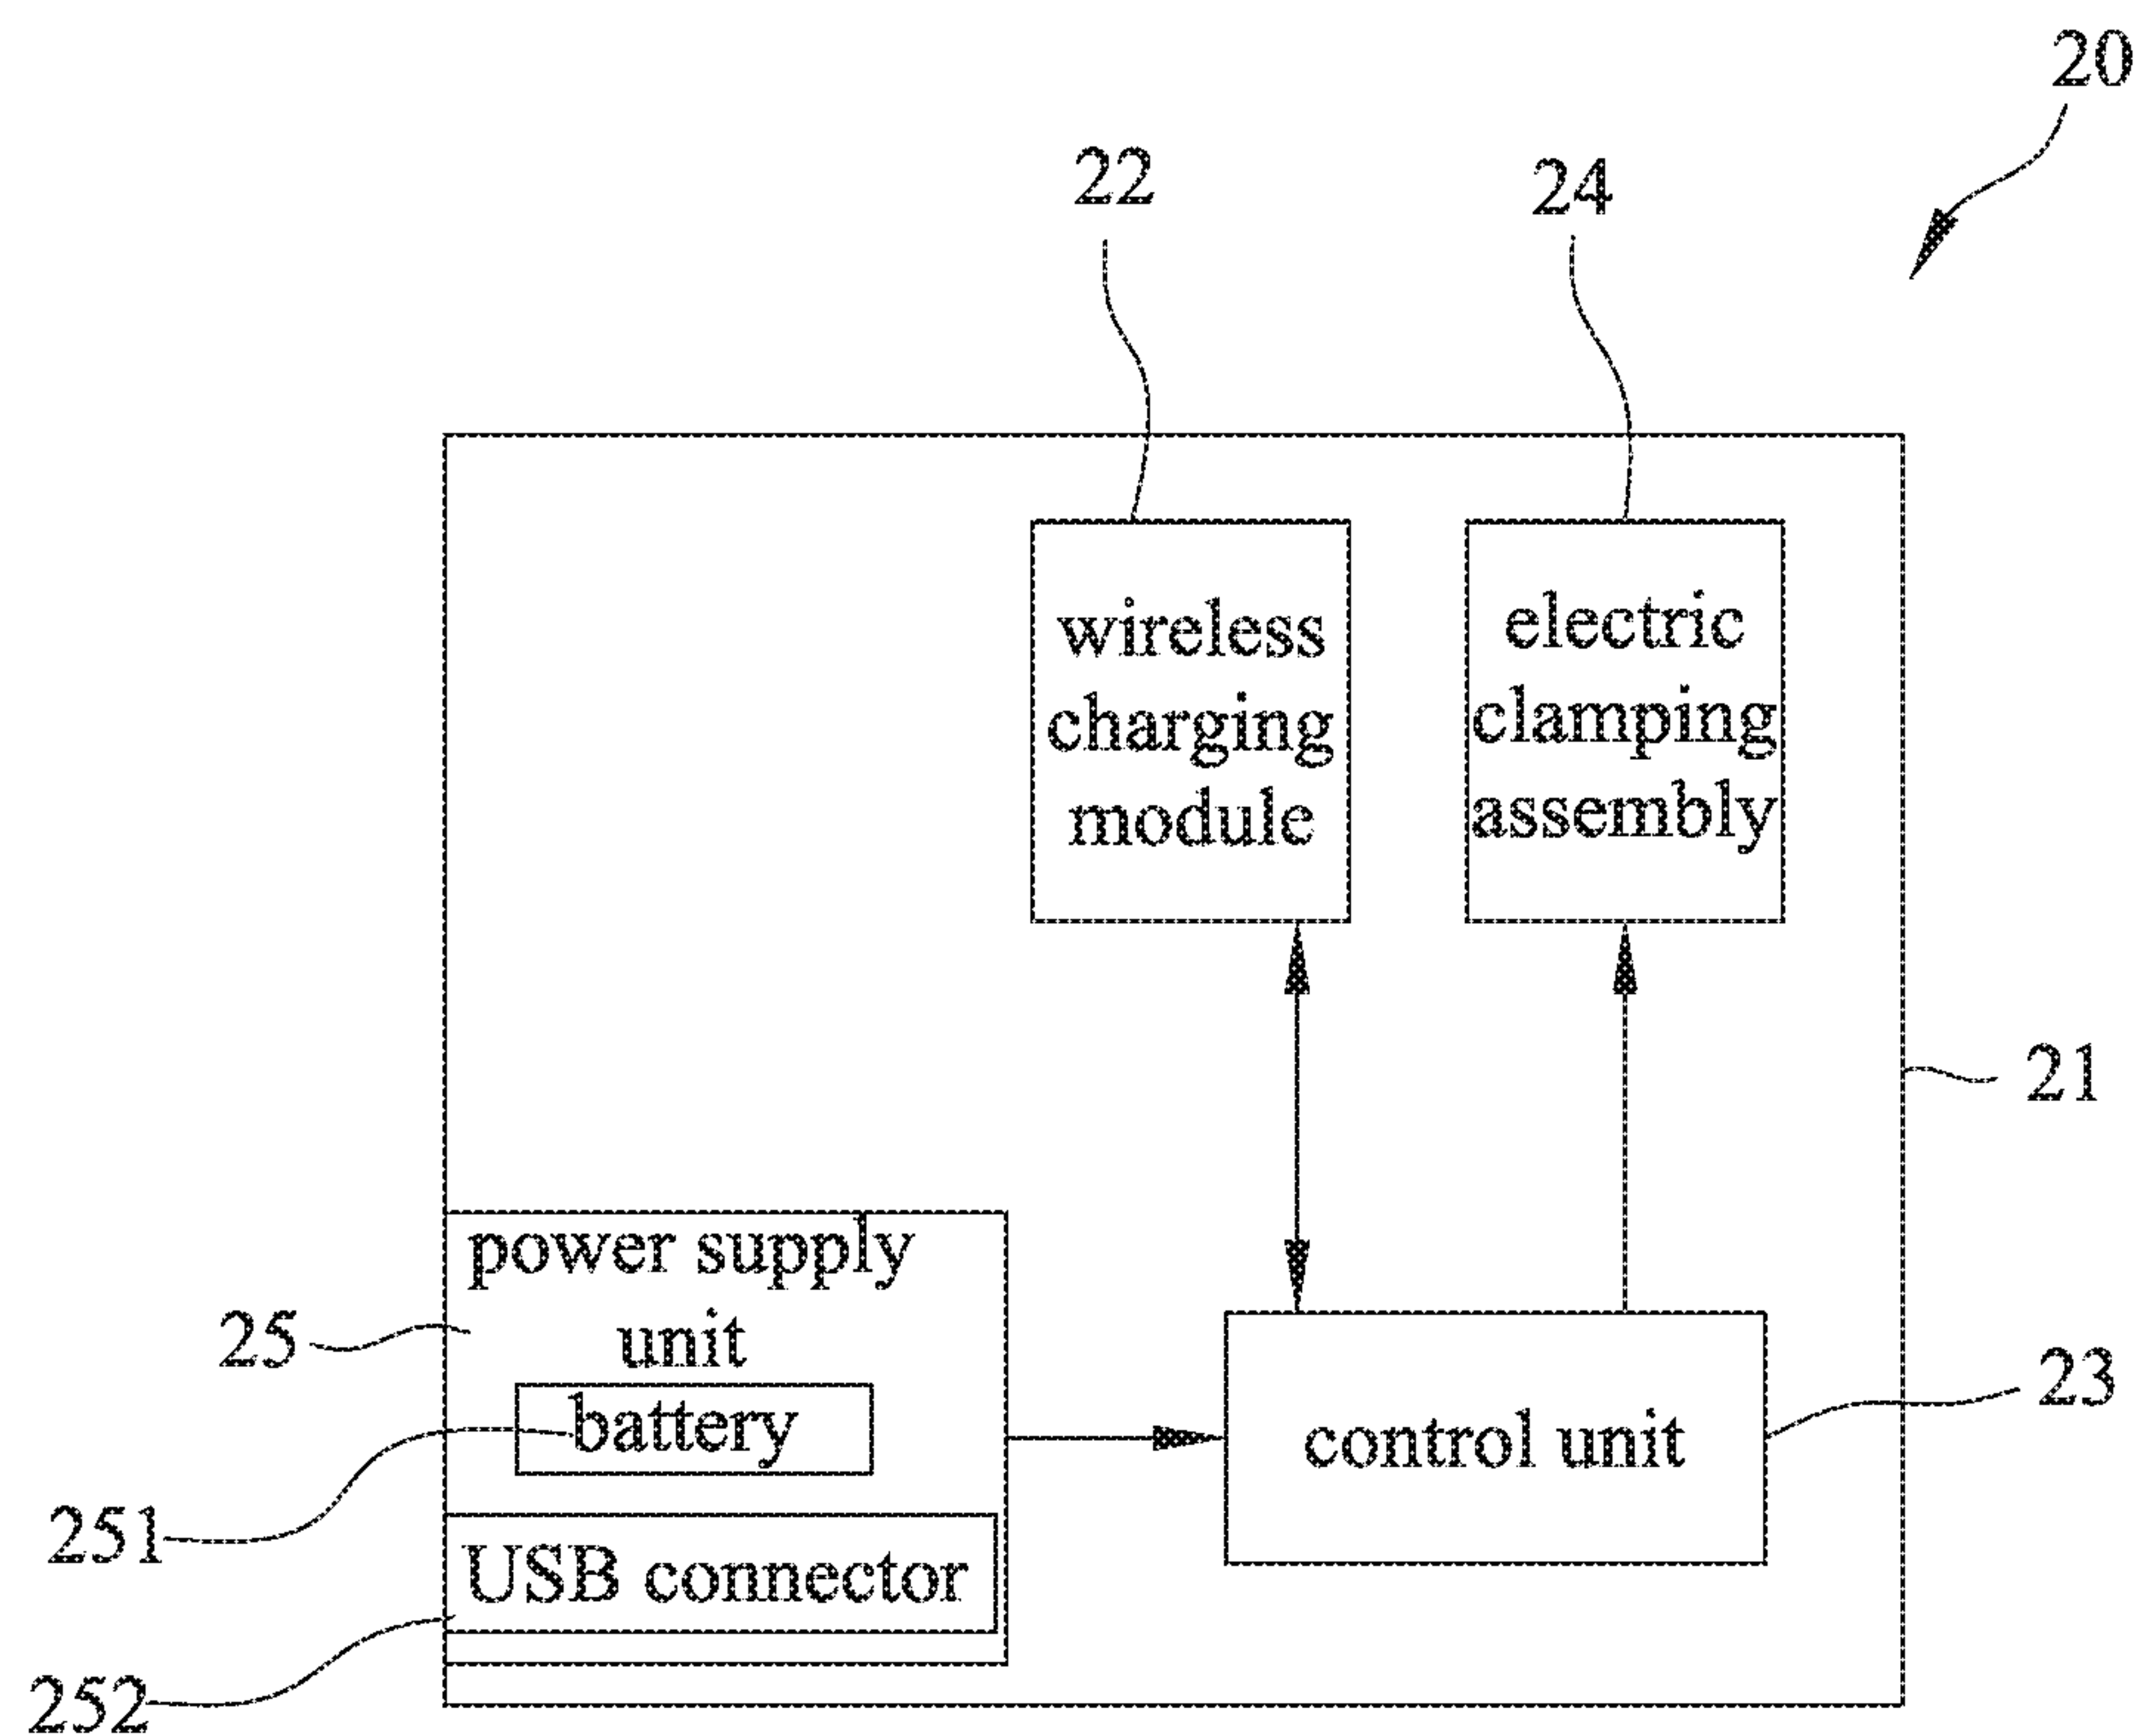 20
22
24
wireless
charging
module
electric
clamping
assembly
21
power supply
unit
25
battery
control unit
23
251
USB connector
252